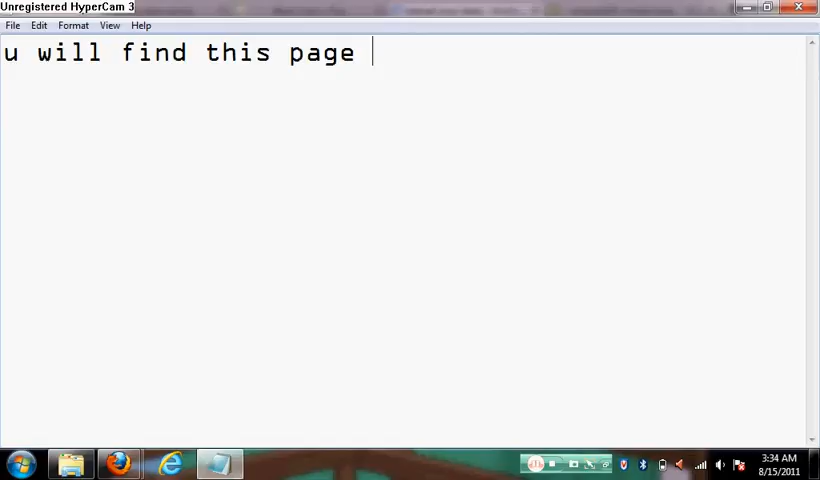 Unregistered HyperCam 3
File Edit Format View Help
u will find this page
3:34 AM
8/15/2011